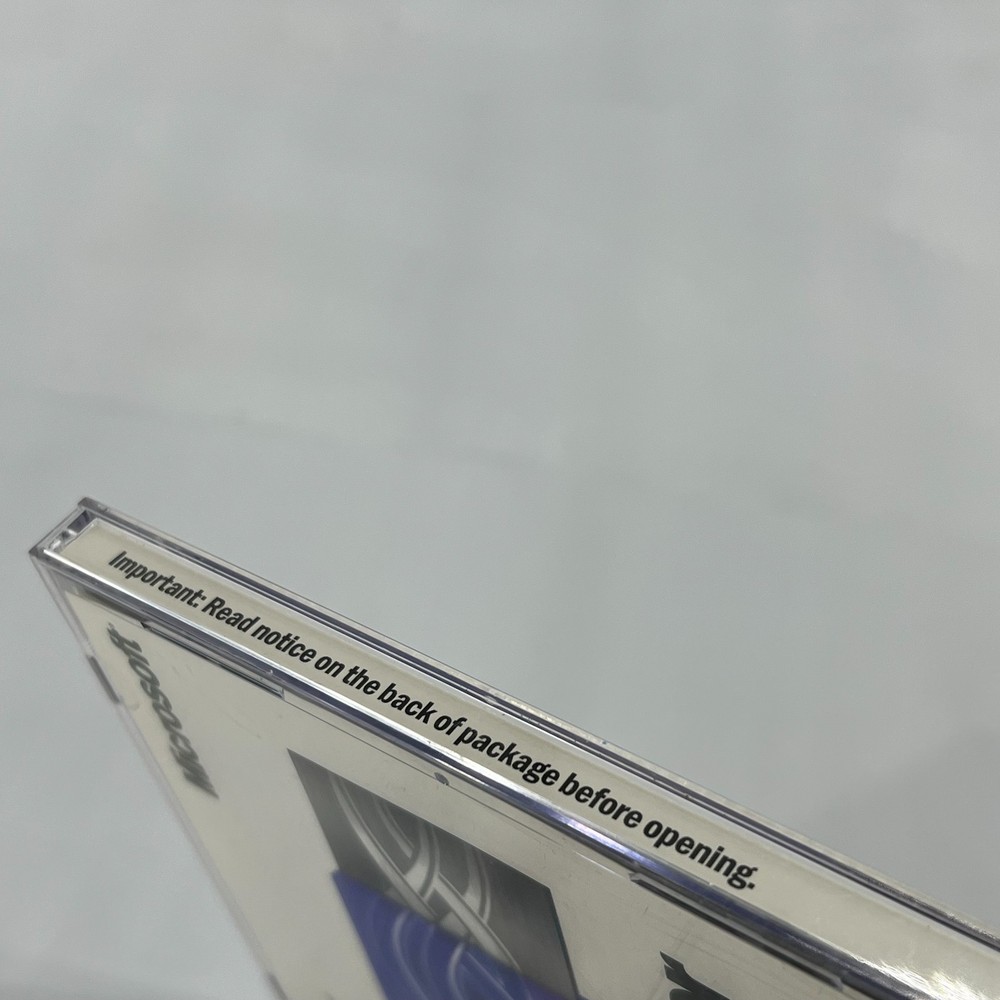 Important: Read notice on the back of package before opening.
Microsoft